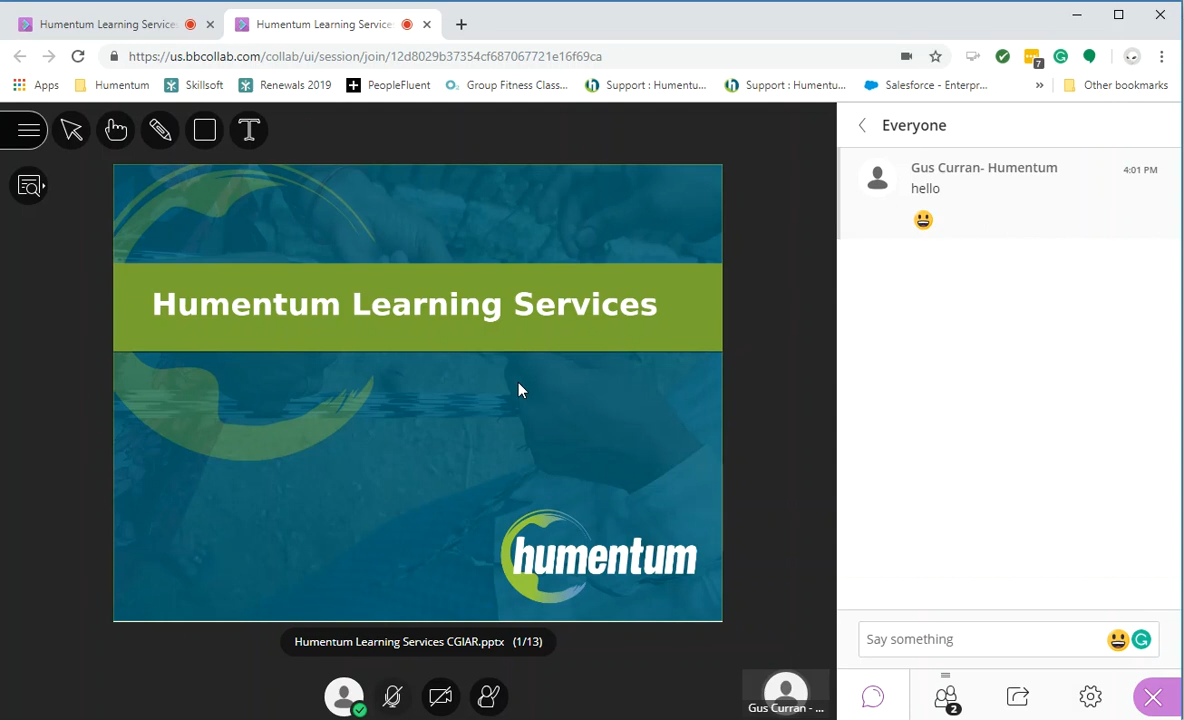 Humentum Learning Service
Humentum Learning Service
https://us.bbcollab.com/collab/ui/session/join/12d8029b37354cf687067721e16f69ca
7
Apps
Humentum
Skillsoft
Renewals 2019
PeopleFluent
Group Fitness Class...
Support : Humentu...
Support : Humentu...
Salesforce - Enterpr...
»
Other bookmarks
T
Everyone
Gus Curran- Humentum
4:01 PM
hello
Humentum Learning Services
humentum
Humentum Learning Services CGIAR.pptx (1/13)
Say something
Gus Curran - ...
2